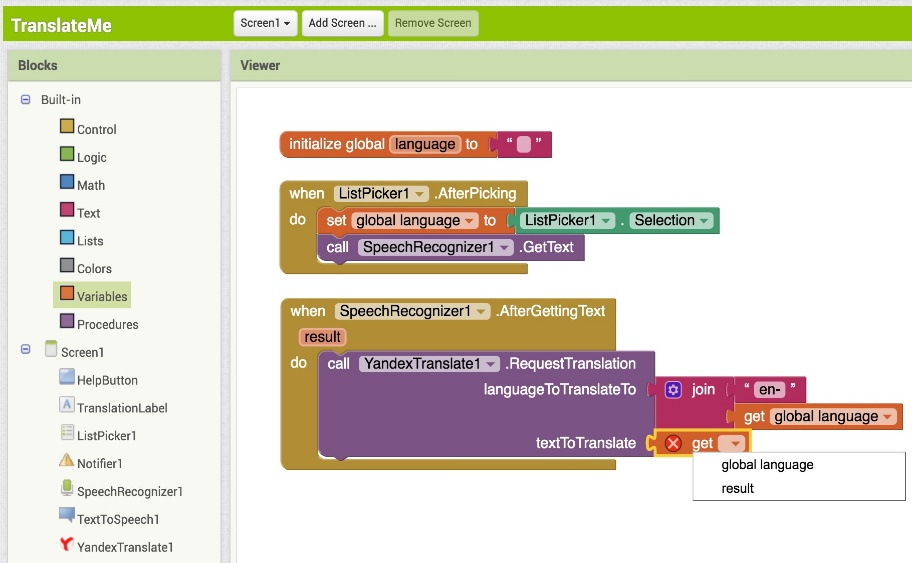 TranslateMe
Screen1
Add Screen ...
Remove Screen
Blocks
Viewer
Built-in
Control
Logic
Math
Text
Lists
Colors
Variables
Procedures
Screen1
HelpButton
TranslationLabel
ListPicker1
Notifier1
SpeechRecognizer1
TextToSpeech1
YandexTranslate1
initialize global language to “ ”
when ListPicker1 .AfterPicking
do set global language to ListPicker1 . Selection
call SpeechRecognizer1 .GetText
when SpeechRecognizer1 .AfterGettingText
result
do call YandexTranslate1 .RequestTranslation
languageToTranslateTo join “ en- ”
get global language
textToTranslate get
global language
result